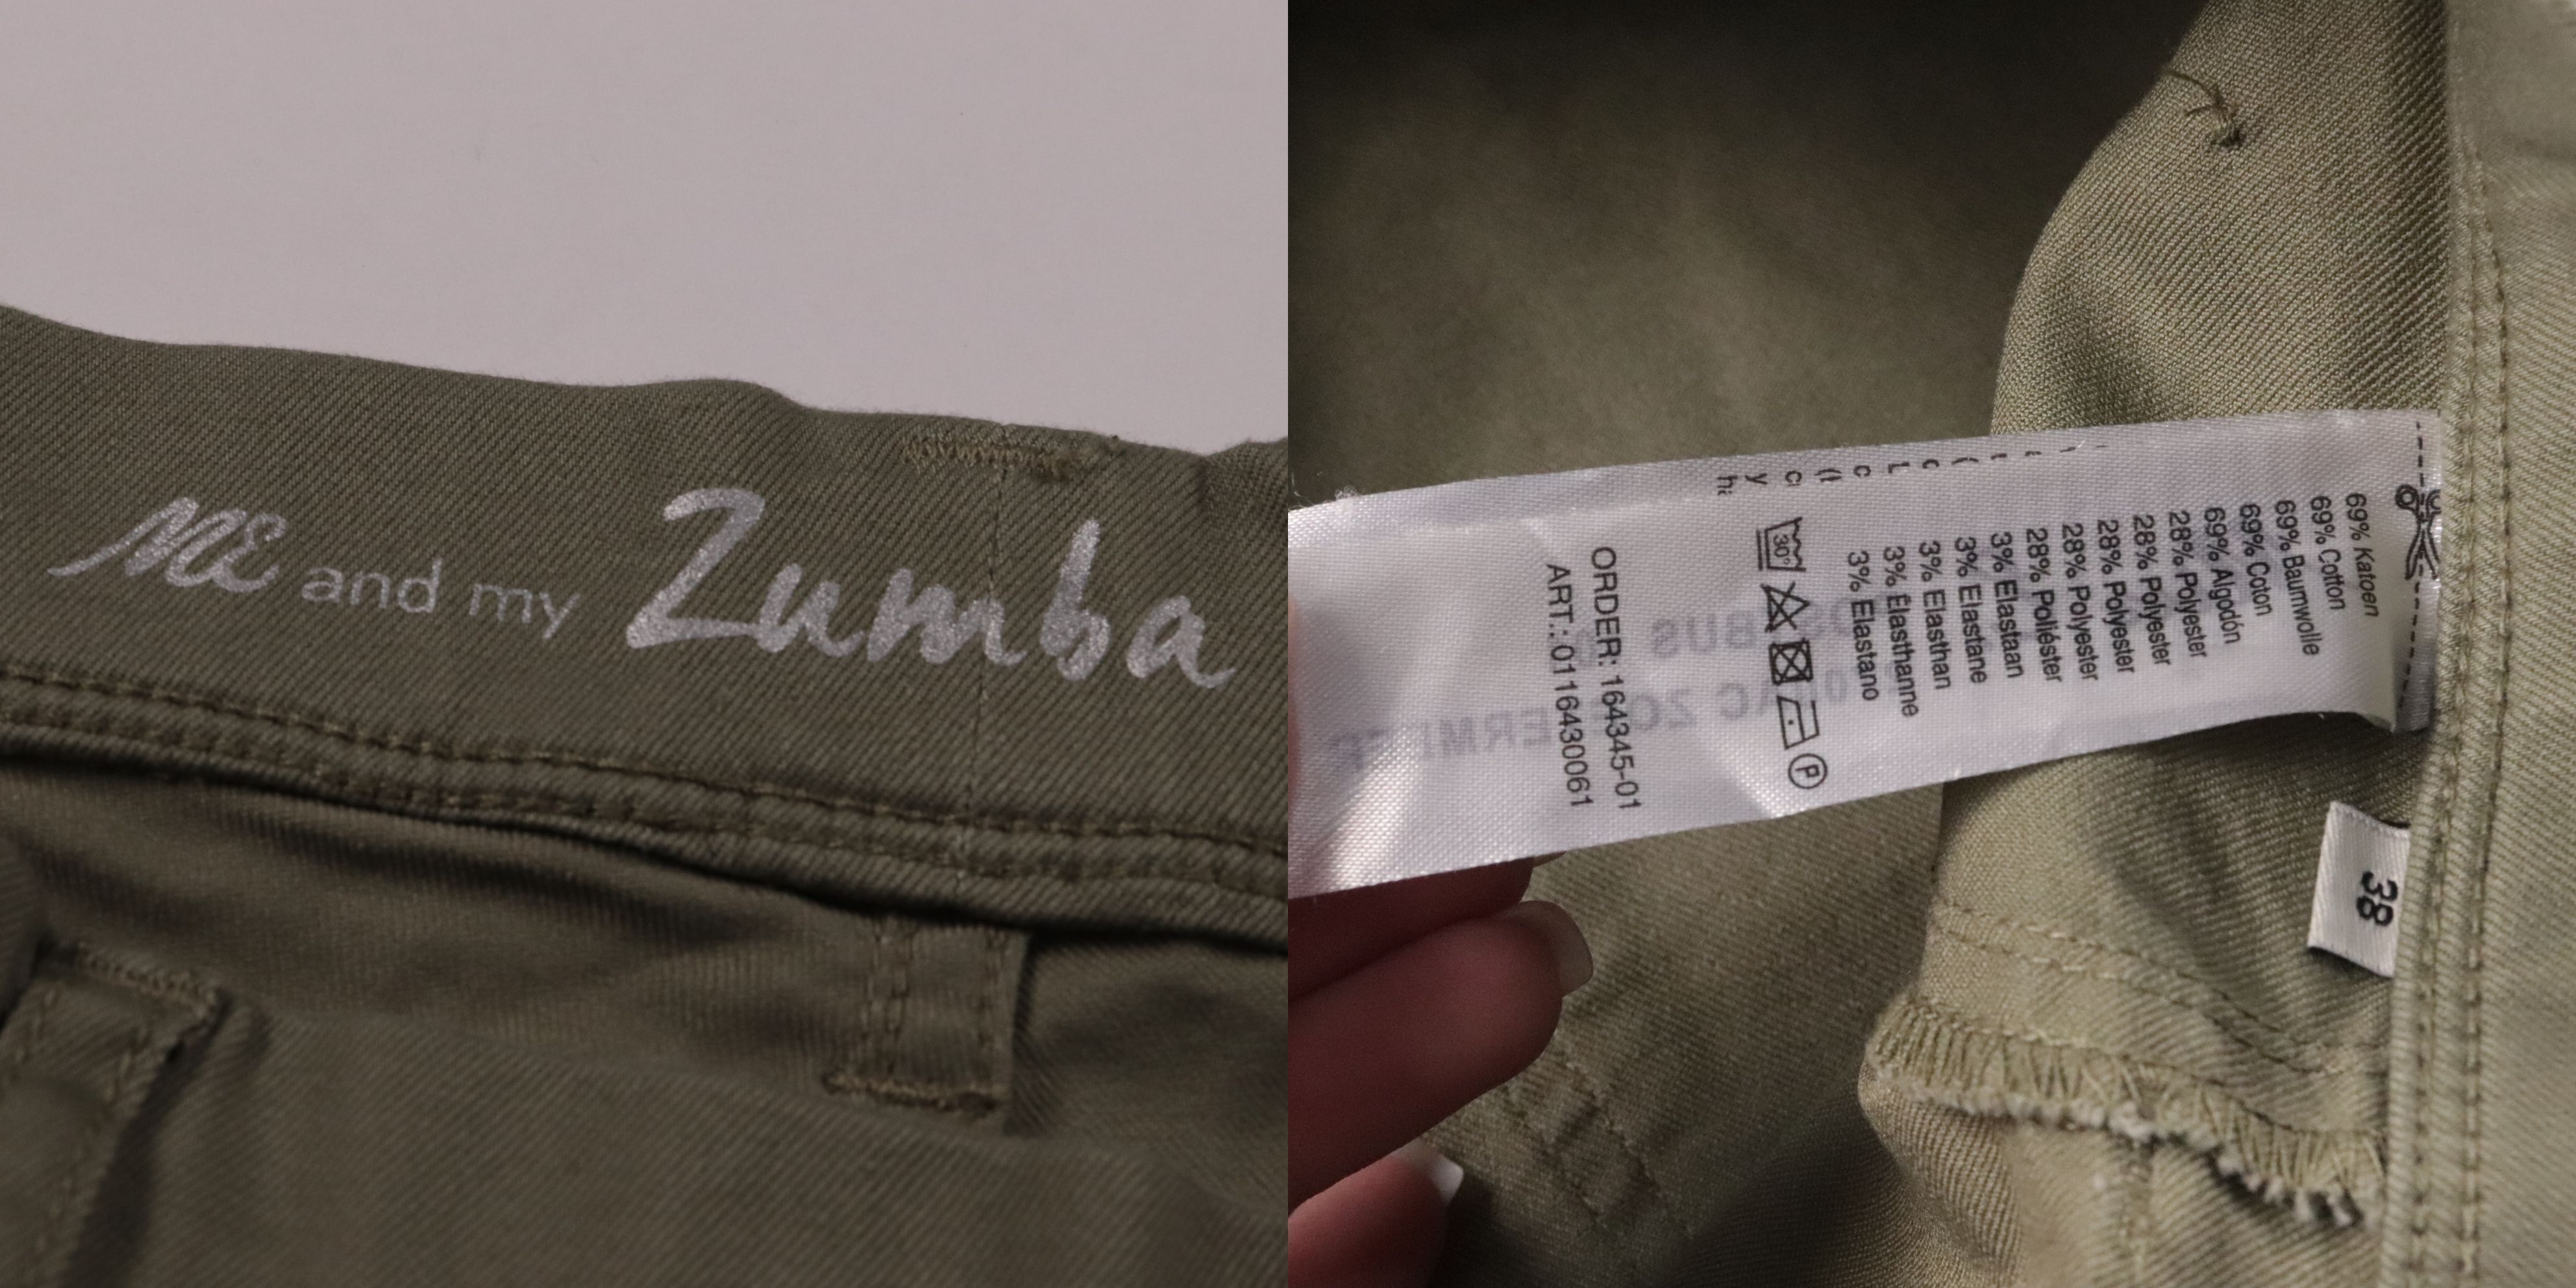 ME and my Zumba
69% Katoen
69% Cotton
69% Baumwolle
69% Coton
69% Algodón
28% Polyester
28% Polyester
28% Polyester
28% Polyester
28% Poliéster
3% Elastaan
3% Elastane
3% Elasthan
3% Élasthanne
3% Elastano
30°
P
ORDER: 164345-01
ART.: 0116430061
38